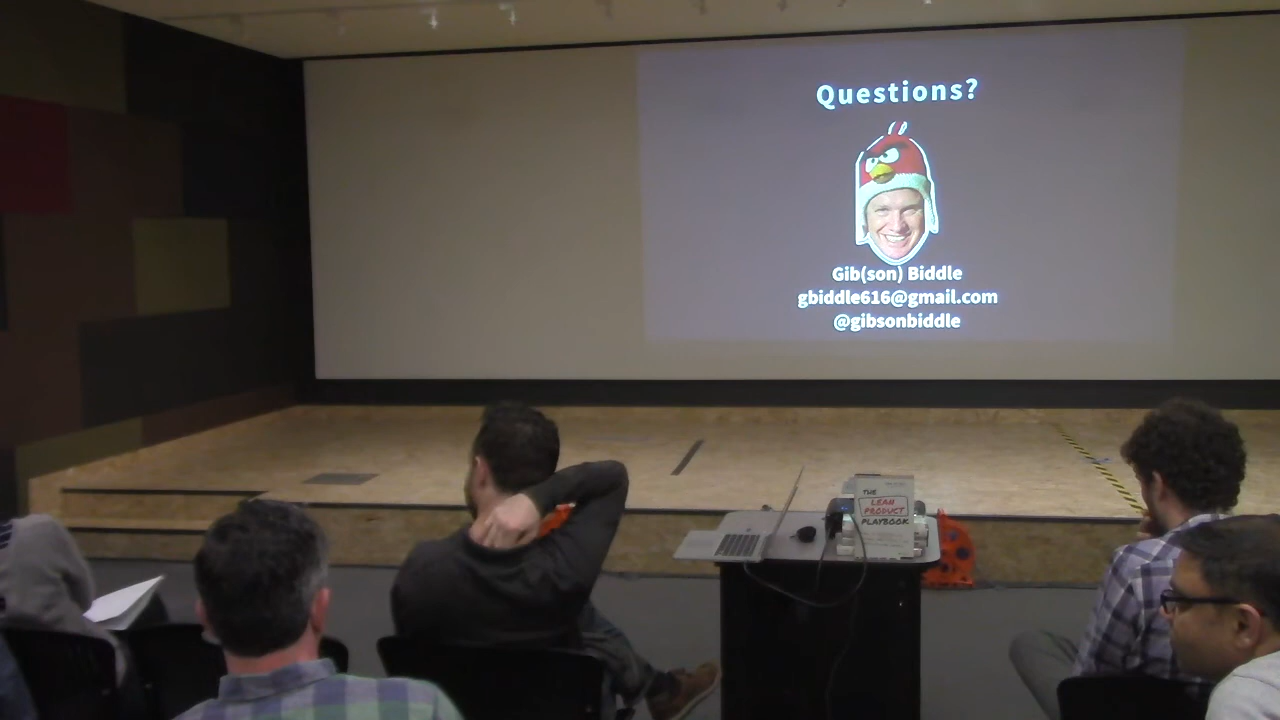 Questions?
Gib(son) Biddle
gbiddle616@gmail.com
@gibsonbiddle
THE
LEAN
PRODUCT
PLAYBOOK